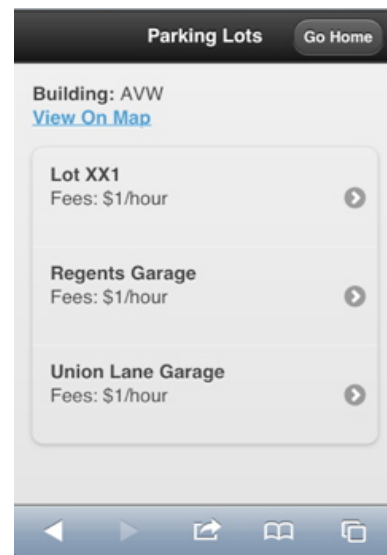 Parking Lots
Go Home
Building: AVW
View On Map
Lot XX1
Fees: $1/hour
Regents Garage
Fees: $1/hour
Union Lane Garage
Fees: $1/hour